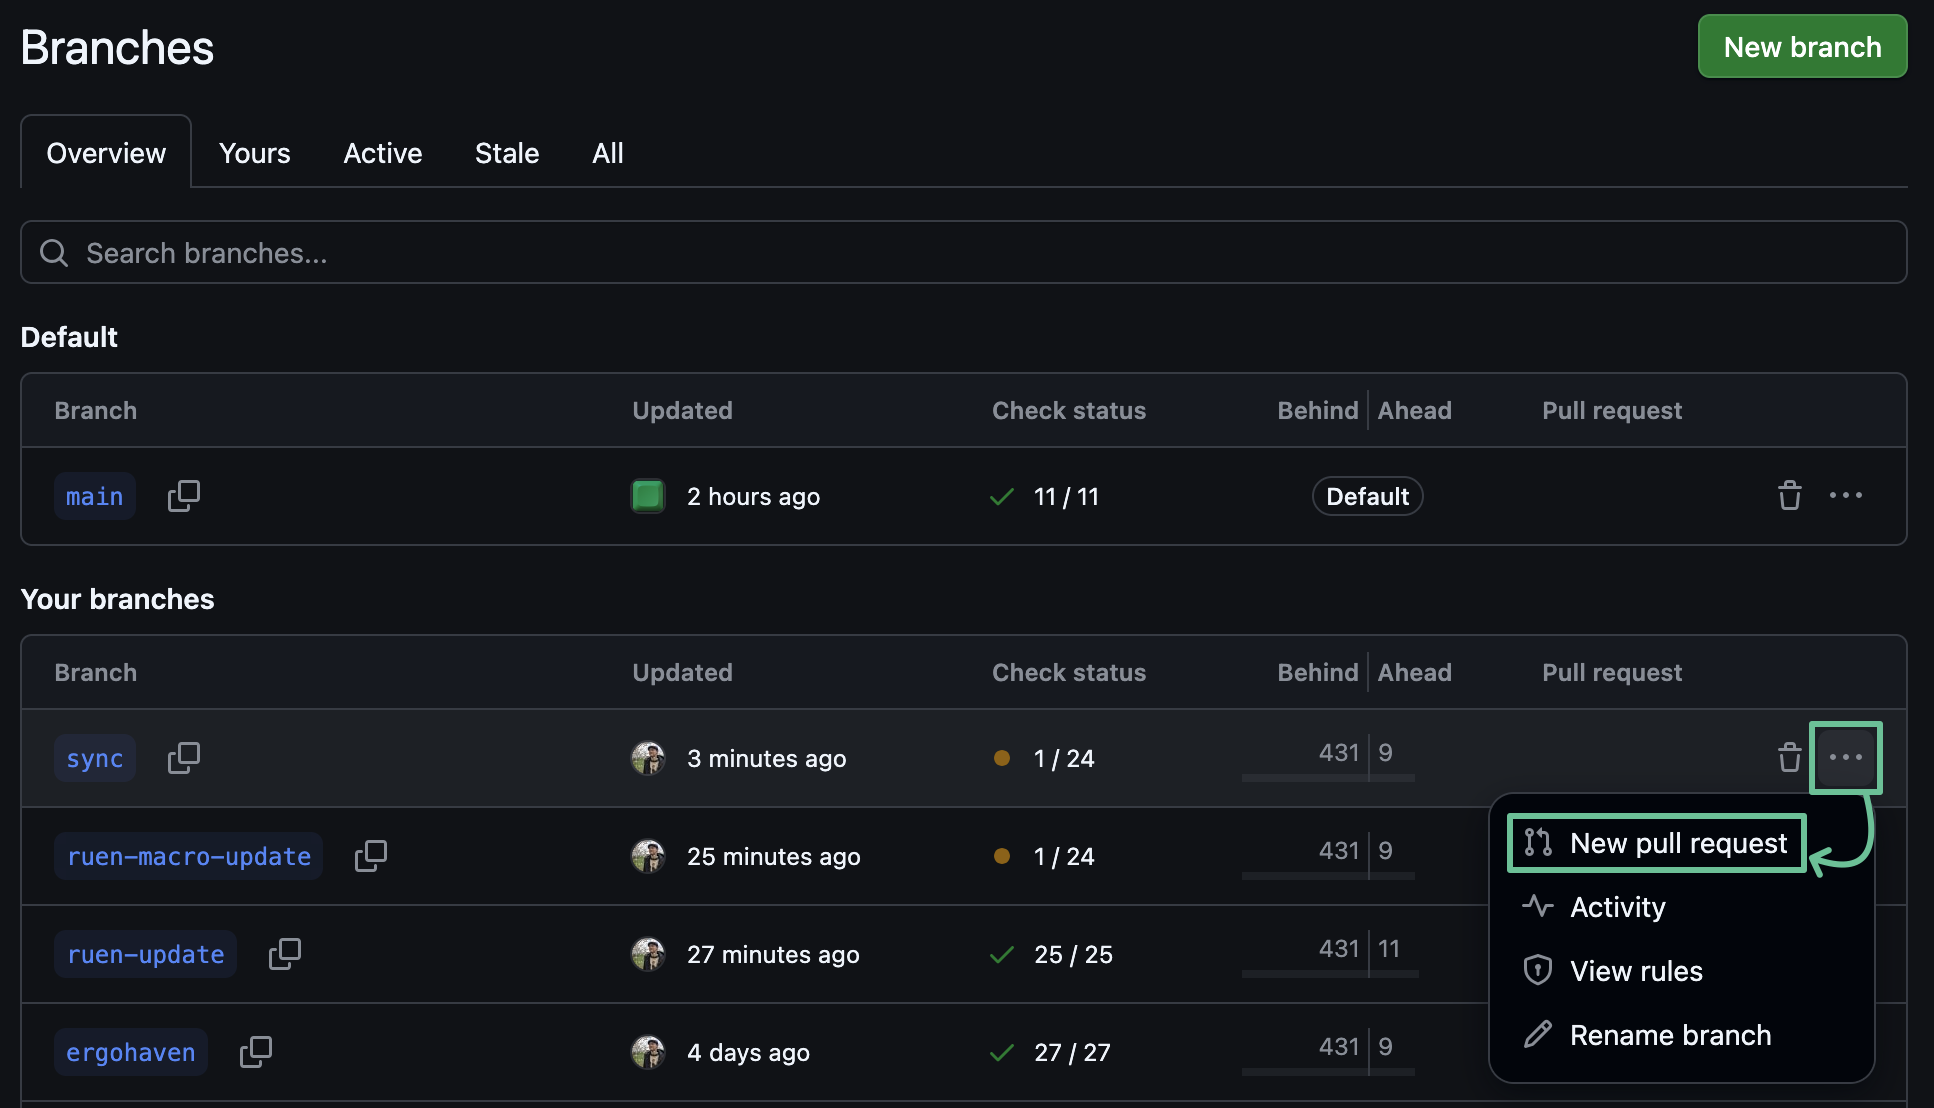 Branches
New branch
Overview Yours Active Stale All
Search branches...
Default
Branch Updated Check status Behind Ahead Pull request
main 2 hours ago 11 / 11 Default
Your branches
Branch Updated Check status Behind Ahead Pull request
sync 3 minutes ago 1 / 24 431 9
New pull request
ruen-macro-update 25 minutes ago 1 / 24 431 9
Activity
ruen-update 27 minutes ago 25 / 25 431 11
View rules
Rename branch
ergohaven 4 days ago 27 / 27 431 9